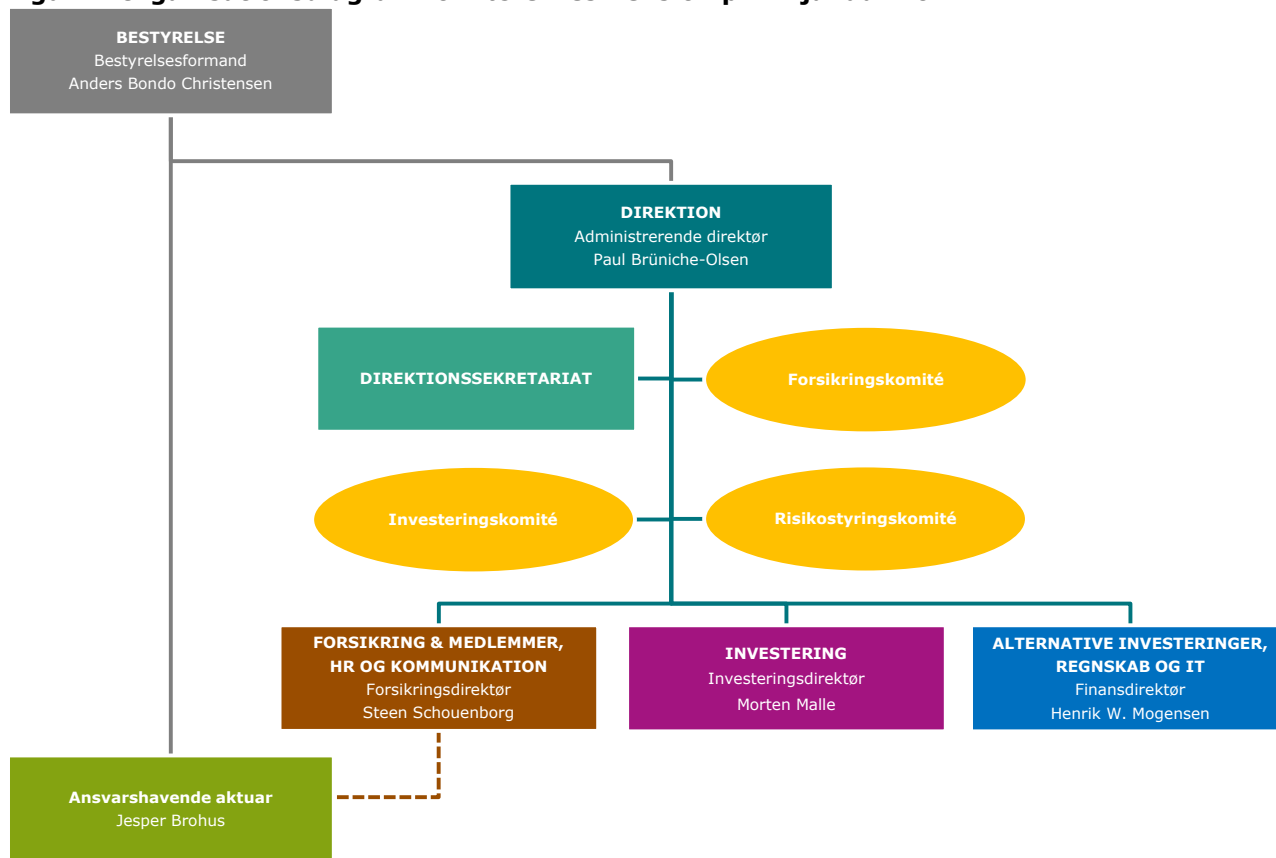 BESTYRELSE
Bestyrelsesformand
Anders Bondo Christensen
DIREKTION
Administrerende direktør
Paul Brüniche-Olsen
DIREKTIONSSEKRETARIAT
Forsikringskomité
Investeringskomité
Risikostyringskomité
FORSIKRING & MEDLEMMER,
HR OG KOMMUNIKATION
Forsikringsdirektør
Steen Schouenborg
INVESTERING
Investeringsdirektør
Morten Malle
ALTERNATIVE INVESTERINGER,
REGNSKAB OG IT
Finansdirektør
Henrik W. Mogensen
Ansvarshavende aktuar
Jesper Brohus